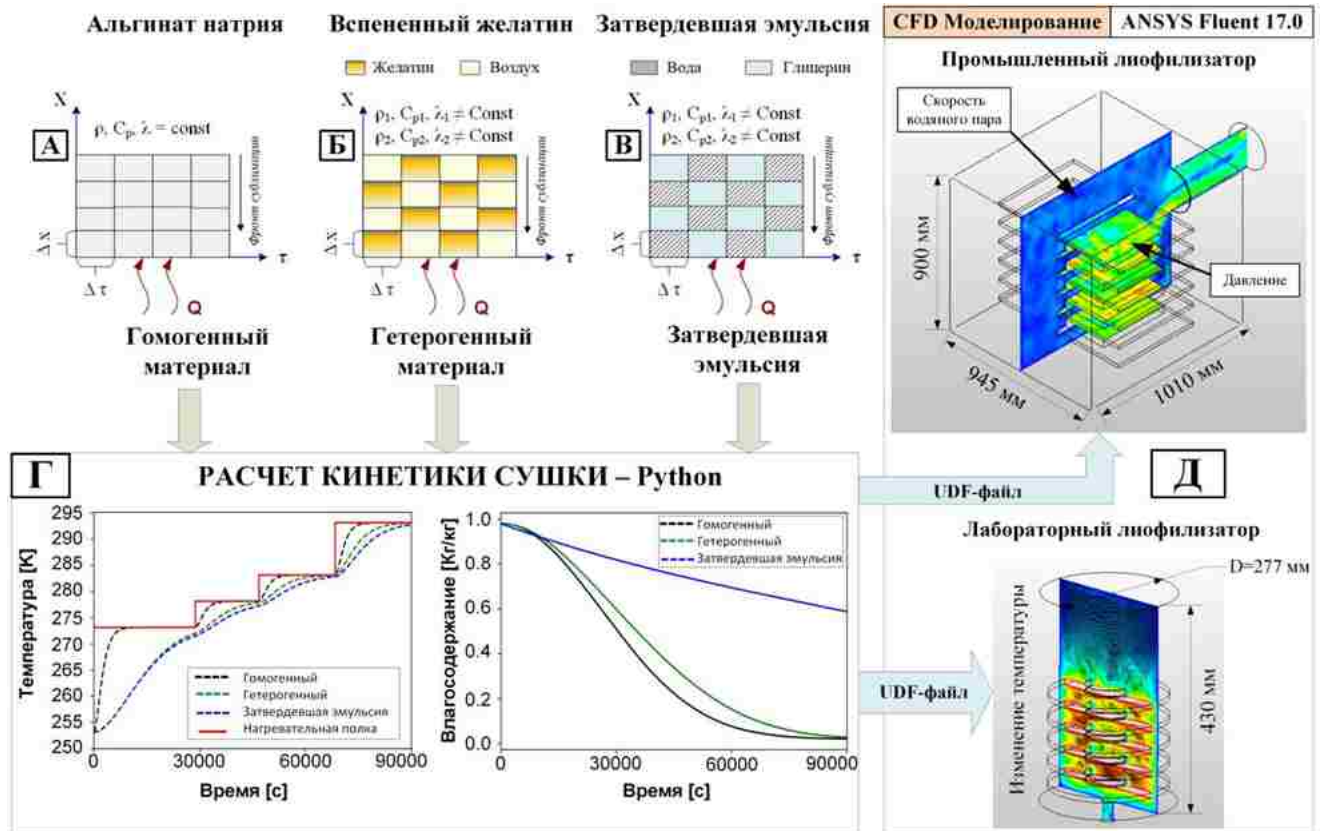 Альгинат натрия
Вспененный желатин
Затвердевшая эмульсия
Желатин
Воздух
Вода
Глицерин
X
А
ρ, Cp, λ = const
Фронт сублимации
Δ x
Δ τ
τ
Q
Гомогенный
материал
X
Б
ρ1, Cp1, λ1 ≠ Const
ρ2, Cp2, λ2 ≠ Const
Фронт сублимации
Δ x
Δ τ
τ
Q
Гетерогенный
материал
X
В
ρ1, Cp1, λ1 ≠ Const
ρ2, Cp2, λ2 ≠ Const
Фронт сублимации
Δ x
Δ τ
τ
Q
Затвердевшая
эмульсия
CFD Моделирование
ANSYS Fluent 17.0
Промышленный лиофилизатор
Скорость
водяного пара
Давление
900 мм
945 мм
1010 мм
Г
РАСЧЕТ КИНЕТИКИ СУШКИ – Python
Температура [K]
295
290
285
280
275
270
265
260
255
250
0
30000
60000
90000
Время [с]
Гомогенный
Гетерогенный
Затвердевшая эмульсия
Нагревательная полка
Влагосодержание [Кг/кг]
1.0
0.8
0.6
0.4
0.2
0.0
0
30000
60000
90000
Время [с]
Гомогенный
Гетерогенный
Затвердевшая эмульсия
UDF-файл
UDF-файл
Д
Лабораторный лиофилизатор
D=277 мм
Изменение температуры
430 мм